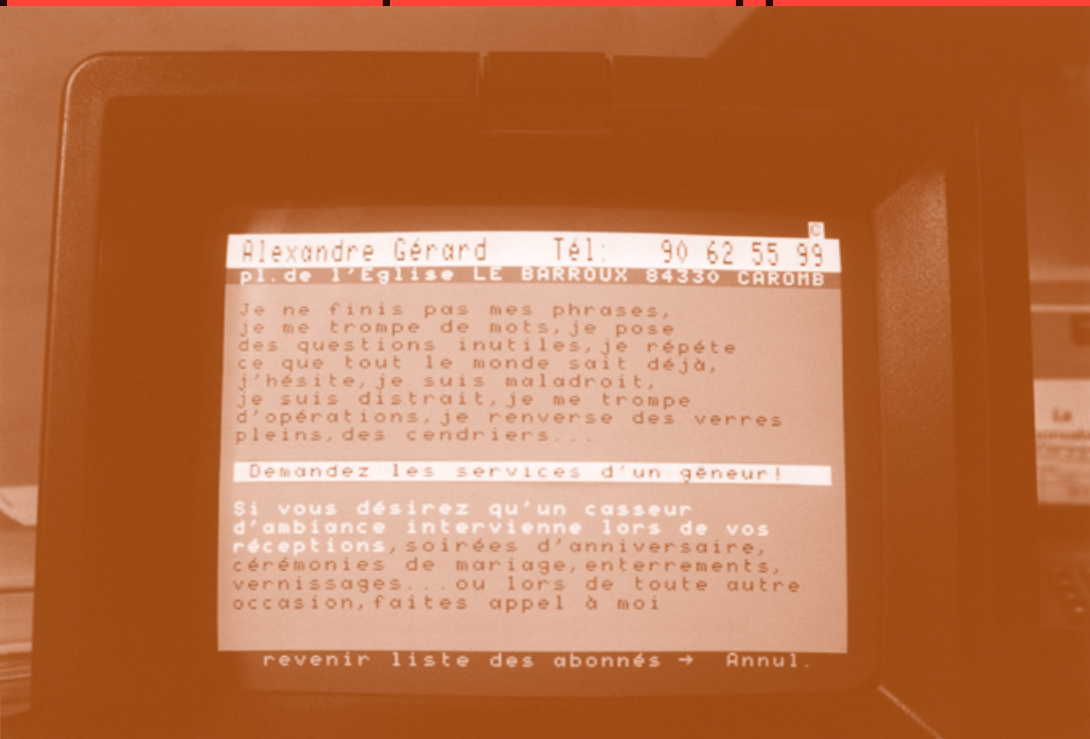 C
Alexandre Gérard Tél: 90 62 55 99
pl.de l'Eglise LE BARROUX 84330 CAROMB
Je ne finis pas mes phrases,
je me trompe de mots,je pose
des questions inutiles,je répéte
ce que tout le monde sait déjà,
j'hésite,je suis maladroit,
je suis distrait,je me trompe
d'opérations,je renverse des verres
pleins,des cendriers...
Demandez les services d'un gêneur!
Si vous désirez qu'un casseur
d'ambiance intervienne lors de vos
réceptions,soirées d'anniversaire,
cérémonies de mariage,enterrements,
vernissages...ou lors de toute autre
occasion,faites appel à moi
revenir liste des abonnés → Annul.